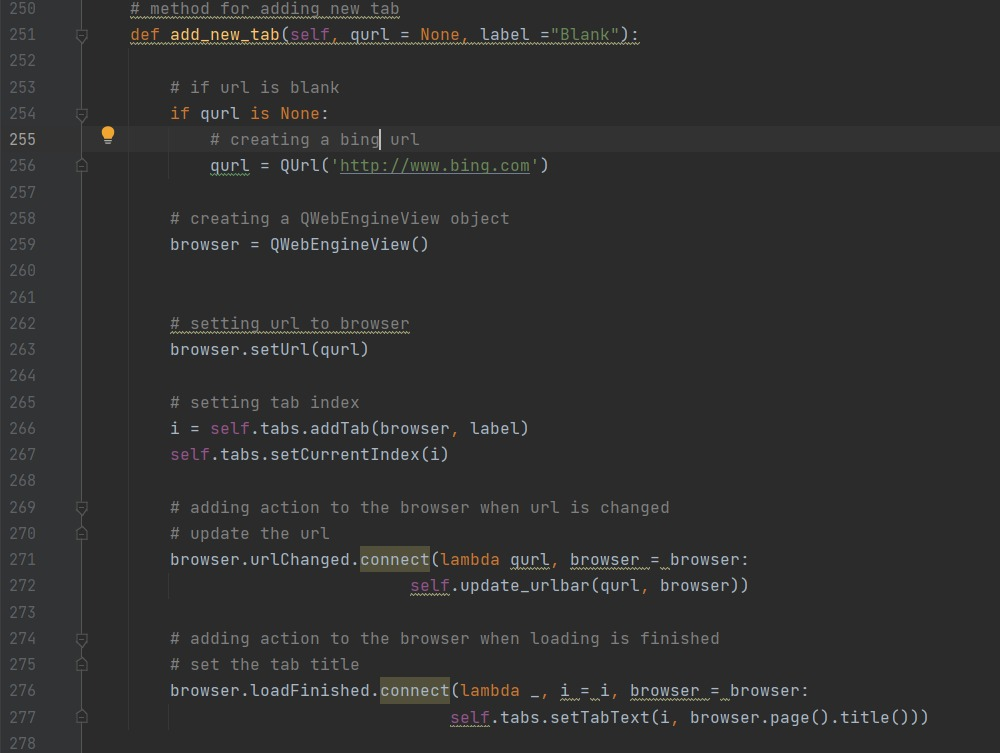 250 # method for adding new tab
251 def add_new_tab(self, qurl = None, label ="Blank"):
252
253 # if url is blank
254 if qurl is None:
255 # creating a bing url
256 qurl = QUrl('http://www.bing.com')
257
258 # creating a QWebEngineView object
259 browser = QWebEngineView()
260
261
262 # setting url to browser
263 browser.setUrl(qurl)
264
265 # setting tab index
266 i = self.tabs.addTab(browser, label)
267 self.tabs.setCurrentIndex(i)
268
269 # adding action to the browser when url is changed
270 # update the url
271 browser.urlChanged.connect(lambda qurl, browser = browser:
272 self.update_urlbar(qurl, browser))
273
274 # adding action to the browser when loading is finished
275 # set the tab title
276 browser.loadFinished.connect(lambda _, i = i, browser = browser:
277 self.tabs.setTabText(i, browser.page().title()))
278